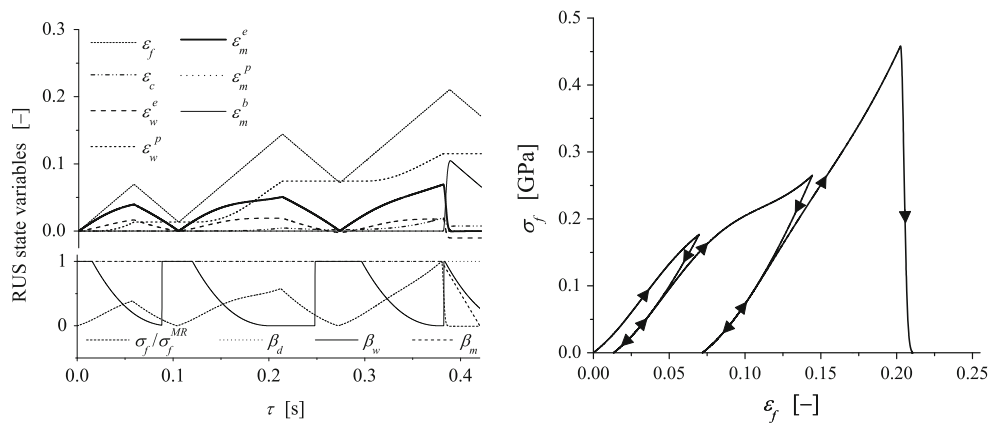 0.3
0.2
0.1
0.0
RUS state variables [−]
ε_f
ε_c
ε_w^e
ε_w^p
ε_m^e
ε_m^p
ε_m^b
1
0
σ_f/σ_f^MR
β_d
β_w
β_m
0.0 0.1 0.2 0.3 0.4
τ [s]
0.5
0.4
0.3
0.2
0.1
0.0
σ_f [GPa]
0.00 0.05 0.10 0.15 0.20 0.25
ε_f [−]